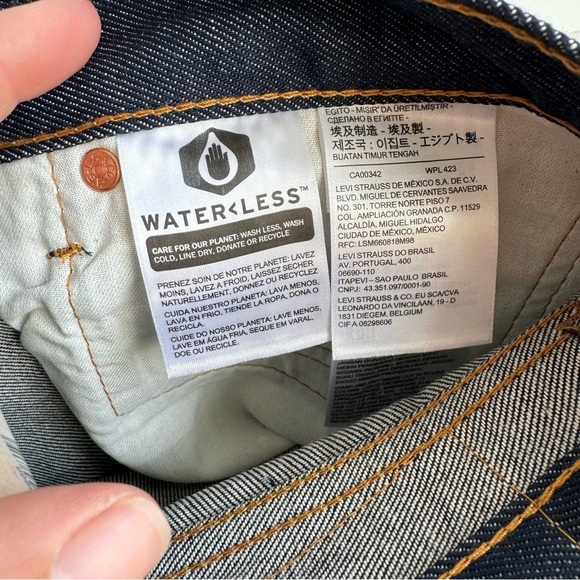 WATER<LESS™
CARE FOR OUR PLANET: WASH LESS, WASH
COLD, LINE DRY, DONATE OR RECYCLE
PRENEZ SOIN DE NOTRE PLANETE: LAVEZ
MOINS, LAVEZ A FROID, LAISSEZ SECHER
NATURELLEMENT, DONNEZ OU RECYCLEZ
CUIDA NUESTRO PLANETA: LAVA MENOS,
LAVA EN FRIO, TIENDE LA ROPA, DONA O
RECICLA.
CUIDE DO NOSSO PLANETA: LAVE MENOS,
LAVE EM ÁGUA FRIA, SEQUE EM VARAL.
EGITO - MISIR'DA ÜRETİLMİŞTİR -
СДЕЛАНО В ЕГИПТЕ
埃及制造 - 埃及製 -
제조국 : 이집트 - エジプト製 -
BUATAN TIMUR TENGAH
CA00342 WPL 423
LEVI STRAUSS DE MÉXICO S.A. DE C.V.
BLVD. MIGUEL DE CERVANTES SAAVEDRA
NO. 301, TORRE NORTE PISO 7
COL. AMPLIACIÓN GRANADA C.P. 11529
ALCALDÍA. MIGUEL HIDALGO
CIUDAD DE MÉXICO, MÉXICO
RFC: LSM660818M98
LEVI STRAUSS DO BRASIL
AV. PORTUGAL, 400
06690-110
ITAPEVI – SAO PAULO BRASIL
CNPJ: 43.351.097/0001-90
LEVI STRAUSS & CO. EU SCA/CVA
LEONARDO DA VINCILAAN, 19 - D
1831 DIEGEM, BELGIUM
CIF A 08298606